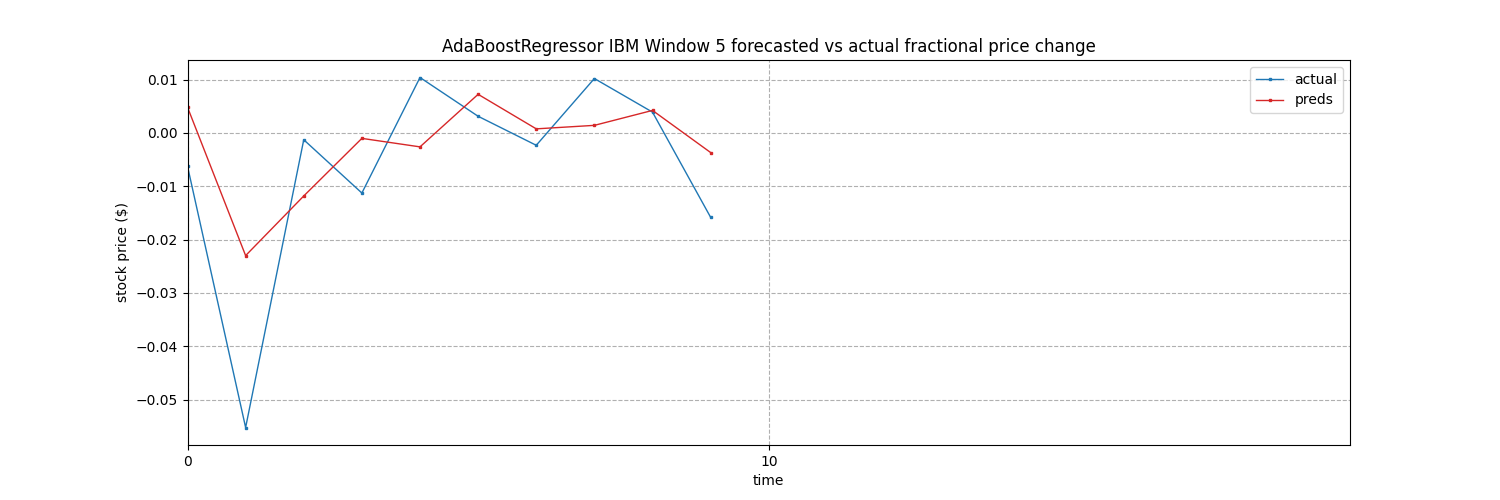 AdaBoostRegressor IBM Window 5 forecasted vs actual fractional price change
actual
preds
0.01
0.00
−0.01
−0.02
−0.03
−0.04
−0.05
stock price ($)
0
10
time